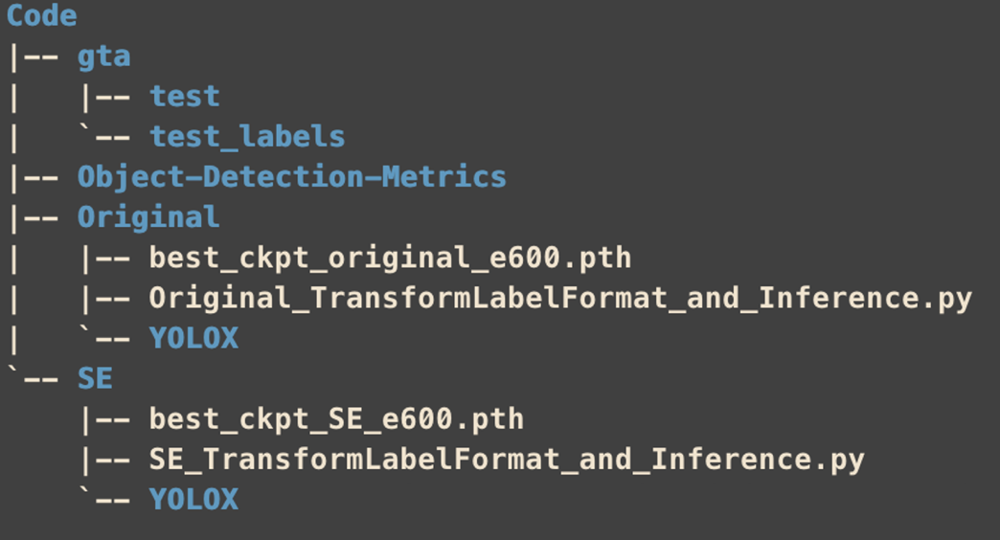 Code
|-- gta
|   |-- test
|   `-- test_labels
|-- Object-Detection-Metrics
|-- Original
|   |-- best_ckpt_original_e600.pth
|   |-- Original_TransformLabelFormat_and_Inference.py
|   `-- YOLOX
`-- SE
    |-- best_ckpt_SE_e600.pth
    |-- SE_TransformLabelFormat_and_Inference.py
    `-- YOLOX